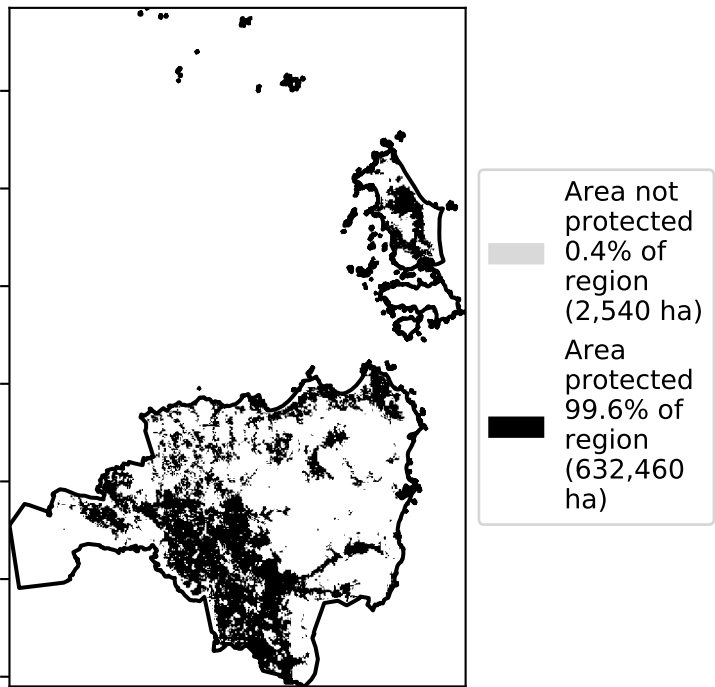 Area not
protected
0.4% of
region
(2,540 ha)
Area
protected
99.6% of
region
(632,460
ha)